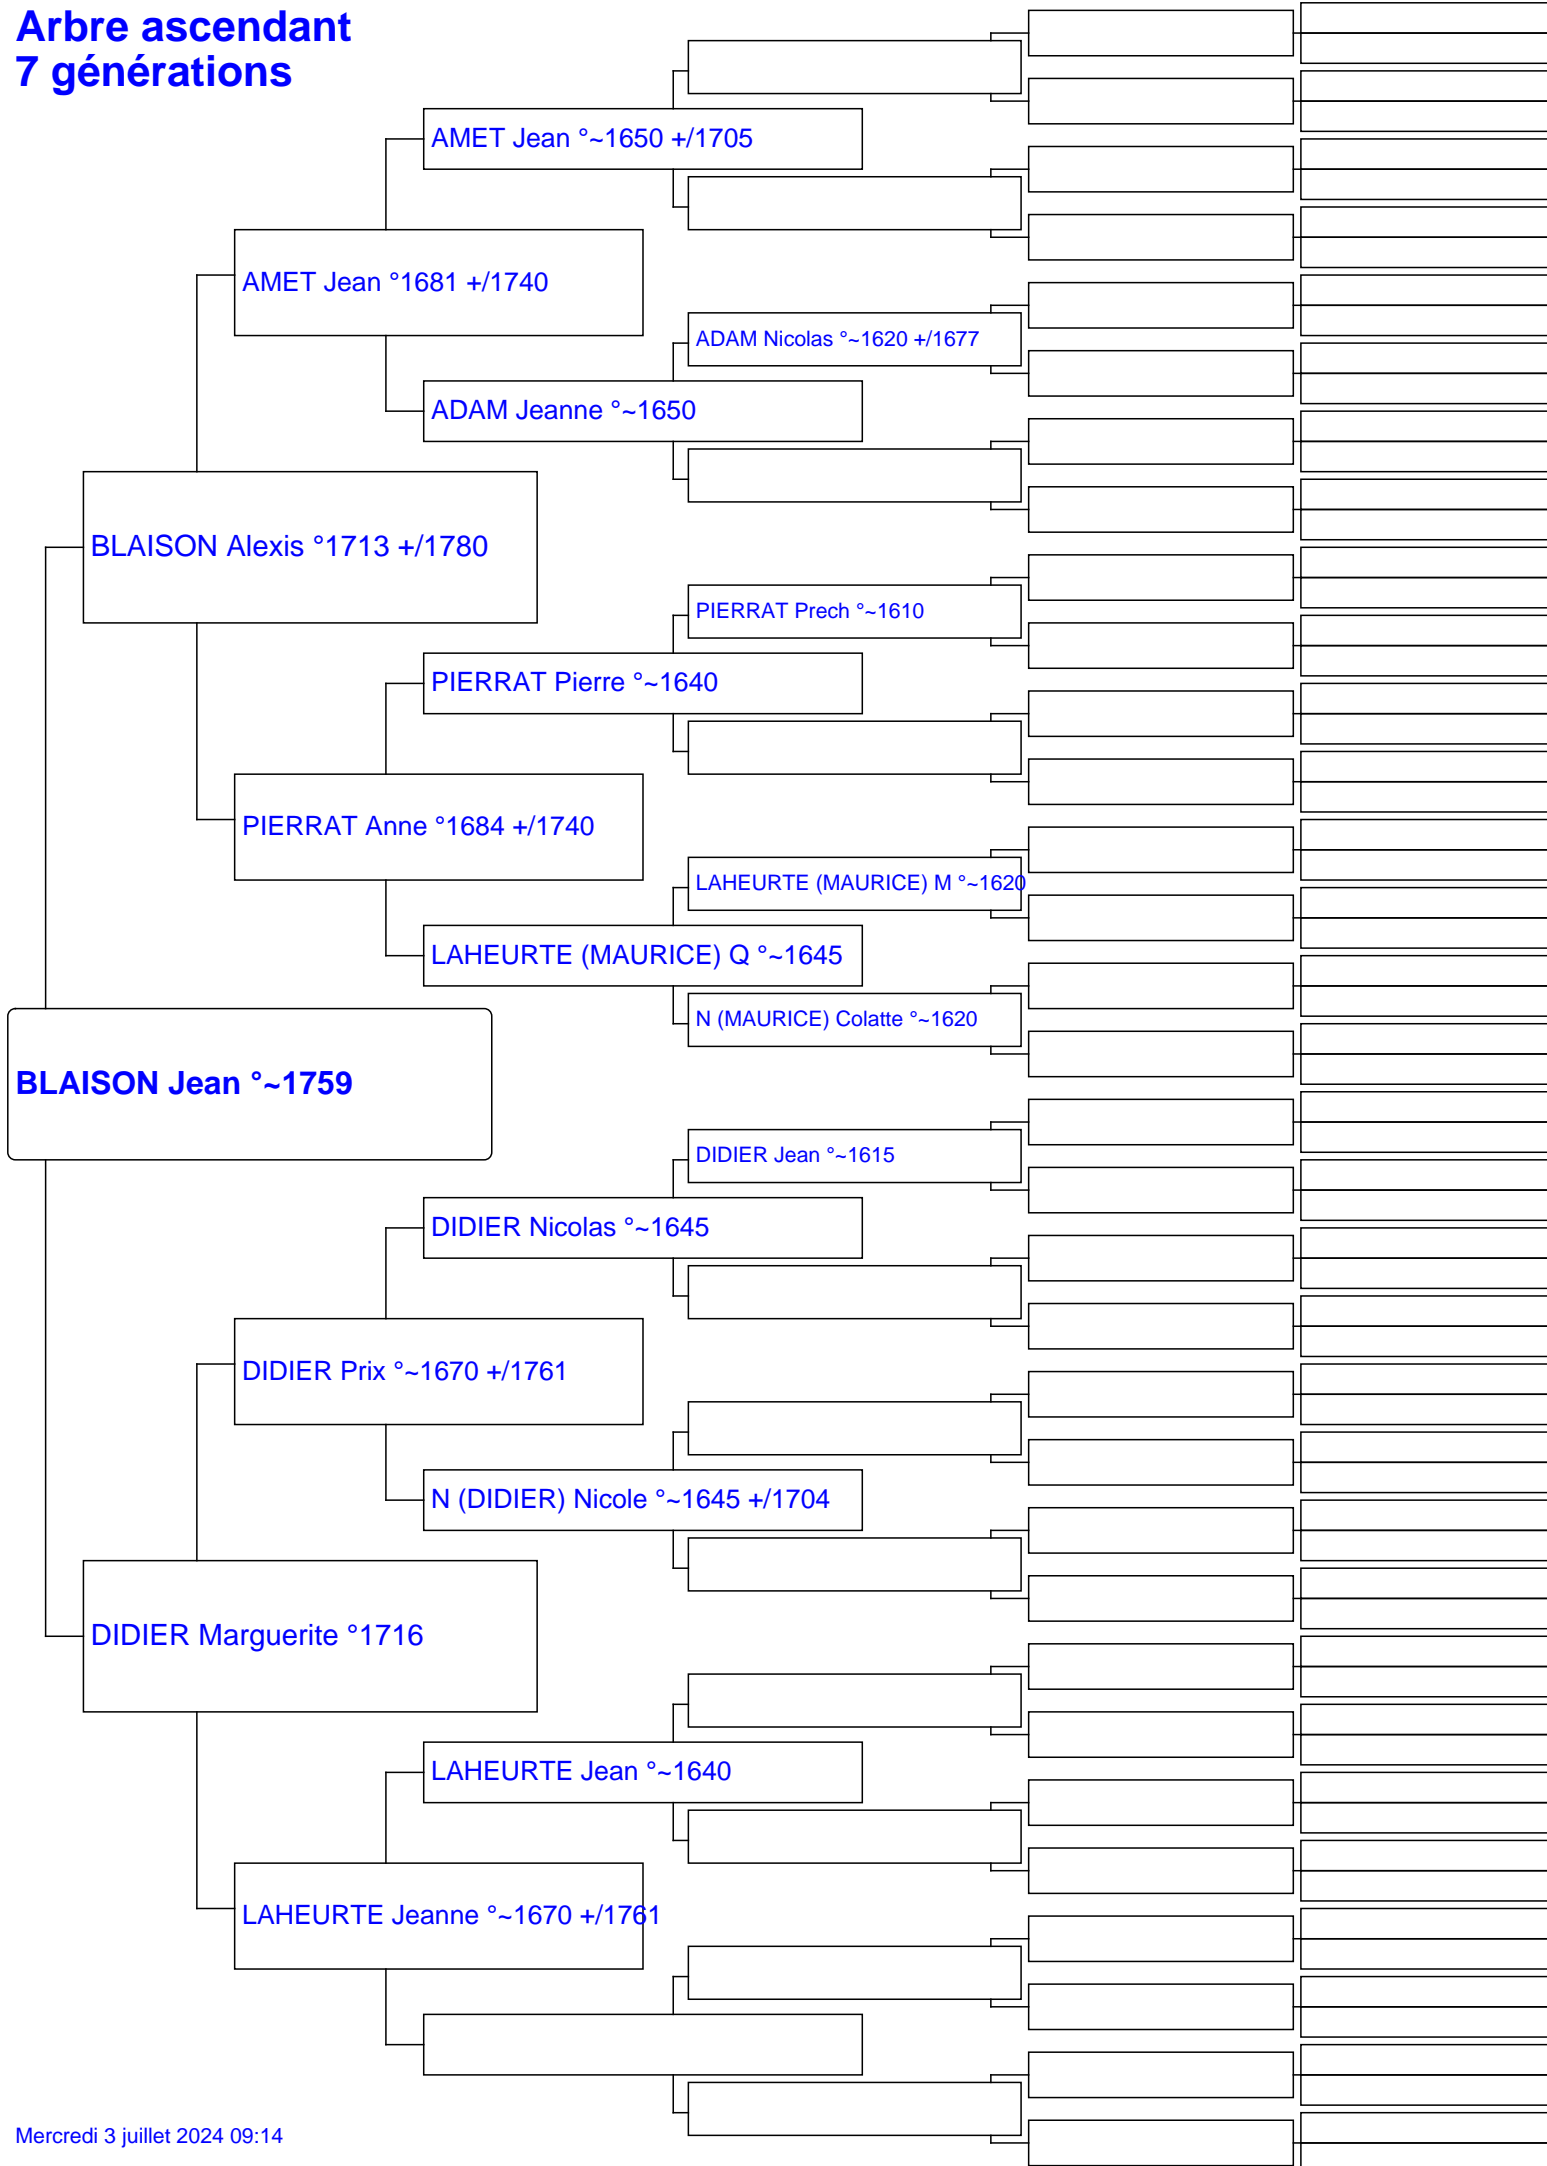 Arbre ascendant
7 générations
AMET Jean °~1650 +/1705
AMET Jean °1681 +/1740
ADAM Nicolas °~1620 +/1677
ADAM Jeanne °~1650
BLAISON Alexis °1713 +/1780
PIERRAT Prech °~1610
PIERRAT Pierre °~1640
PIERRAT Anne °1684 +/1740
LAHEURTE (MAURICE) M °~1620
LAHEURTE (MAURICE) Q °~1645
N (MAURICE) Colatte °~1620
BLAISON Jean °~1759
DIDIER Jean °~1615
DIDIER Nicolas °~1645
DIDIER Prix °~1670 +/1761
N (DIDIER) Nicole °~1645 +/1704
DIDIER Marguerite °1716
LAHEURTE Jean °~1640
LAHEURTE Jeanne °~1670 +/1761
Mercredi 3 juillet 2024 09:14